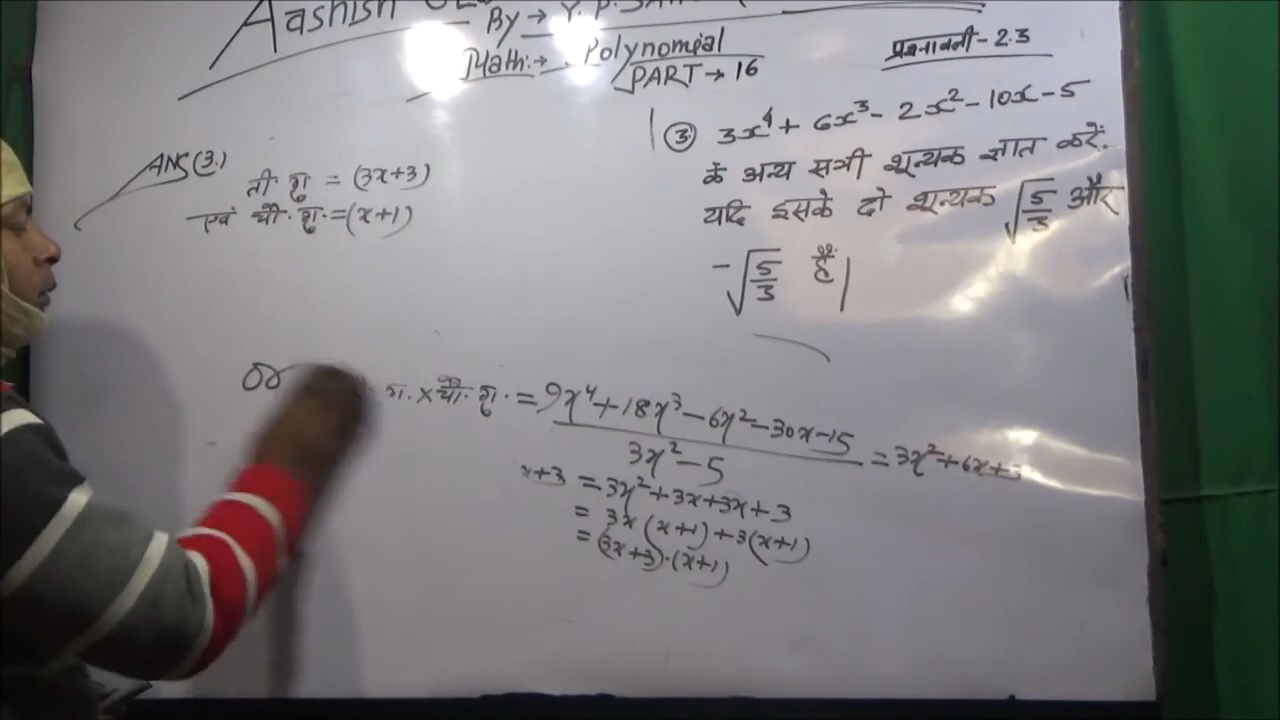 Aashish
By →
Math:→ Polynomial
PART → 16
प्रश्नावली - 2.3
③ 3x⁴ + 6x³ - 2x² - 10x - 5
के अन्य सभी शून्यक ज्ञात करें.
यदि इसके दो शून्यक √5/3 और
-√5/3 हैं|
ANS (3.)
ती॰ शू॰ = (3x+3)
एवं चौ॰ शू॰ = (x+1)
शू॰ × चौ॰ शू॰ = 9x⁴+18x³-6x²-30x-15 / 3x²-5 = 3x²+6x+3
x+3 = 3x²+3x+3x+3
= 3x(x+1)+3(x+1)
= (3x+3)·(x+1)